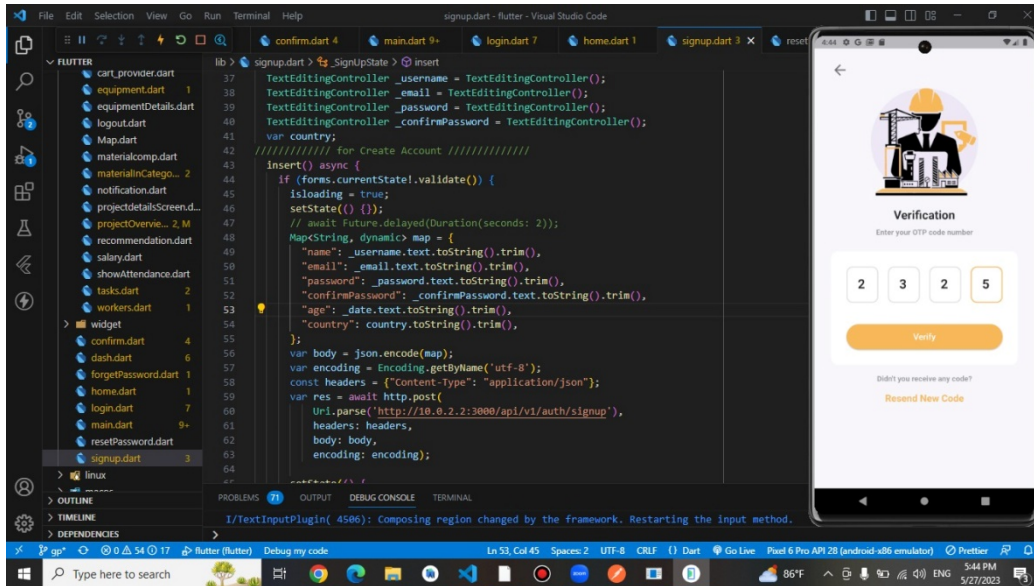 File Edit Selection View Go Run Terminal Help
signup.dart - flutter - Visual Studio Code
confirm.dart 4
main.dart 9+
login.dart 7
home.dart 1
signup.dart 3
reset
FLUTTER
cart_provider.dart
equipment.dart 1
equipmentDetails.dart
logout.dart
Map.dart
materialcomp.dart
materialnCatego... 2
notification.dart
projectdetailsScreen.d...
projectOvervie... 2, M
recommendation.dart
salary.dart
showAttendance.dart
tasks.dart 2
workers.dart 1
widget
confirm.dart 4
dash.dart 6
forgetPassword.dart 1
home.dart 1
login.dart 7
main.dart 9+
resetPassword.dart
signup.dart 3
linux
OUTLINE
TIMELINE
DEPENDENCIES
lib > signup.dart > _SignUpState > insert
37 TextEditingController _username = TextEditingController();
38 TextEditingController _email = TextEditingController();
39 TextEditingController _password = TextEditingController();
40 TextEditingController _confirmPassword = TextEditingController();
41 var country;
42 ///////////// for Create Account //////////////
43 insert() async {
44 if (forms.currentState!.validate()) {
45 isloading = true;
46 setState(() {});
47 // await Future.delayed(Duration(seconds: 2));
48 Map<String, dynamic> map = {
49 "name": _username.text.toString().trim(),
50 "email": _email.text.toString().trim(),
51 "password": _password.text.toString().trim(),
52 "confirmPassword": _confirmPassword.text.toString().trim(),
53 "age": _date.text.toString().trim(),
54 "country": country.toString().trim(),
55 };
56 var body = json.encode(map);
57 var encoding = Encoding.getByName('utf-8');
58 const headers = {"Content-Type": "application/json"};
59 var res = await http.post(
60 Uri.parse('http://10.0.2.2:3000/api/v1/auth/signup'),
61 headers: headers,
62 body: body,
63 encoding: encoding);
64
PROBLEMS 71 OUTPUT DEBUG CONSOLE TERMINAL
I/TextInputPlugin( 4506): Composing region changed by the framework. Restarting the input method.
4:44
Verification
Enter your OTP code number
2 3 2 5
Verify
Didn't you receive any code?
Resend New Code
gp* 0 54 17 flutter (flutter) Debug my code
Ln 53, Col 45 Spaces: 2 UTF-8 CRLF {} Dart Go Live Pixel 6 Pro API 28 (android-x86 emulator) Prettier
Type here to search
86°F
ENG
5:44 PM
5/27/2023